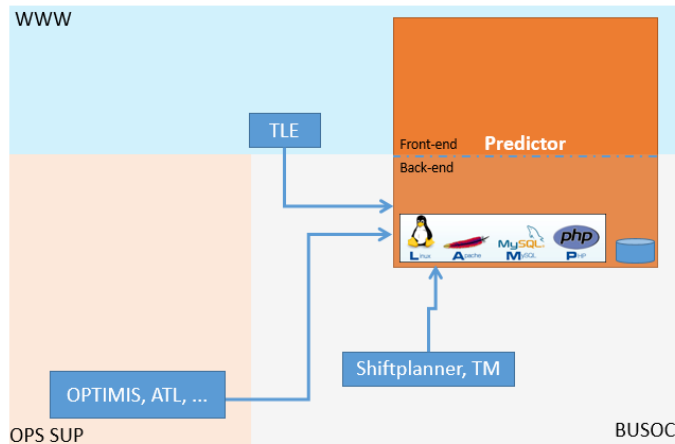 WWW
TLE
Front-end Predictor
Back-end
MySQL
php
Linux Apache MySQL PHP
Shiftplanner, TM
OPTIMIS, ATL, ...
OPS SUP
BUSOC